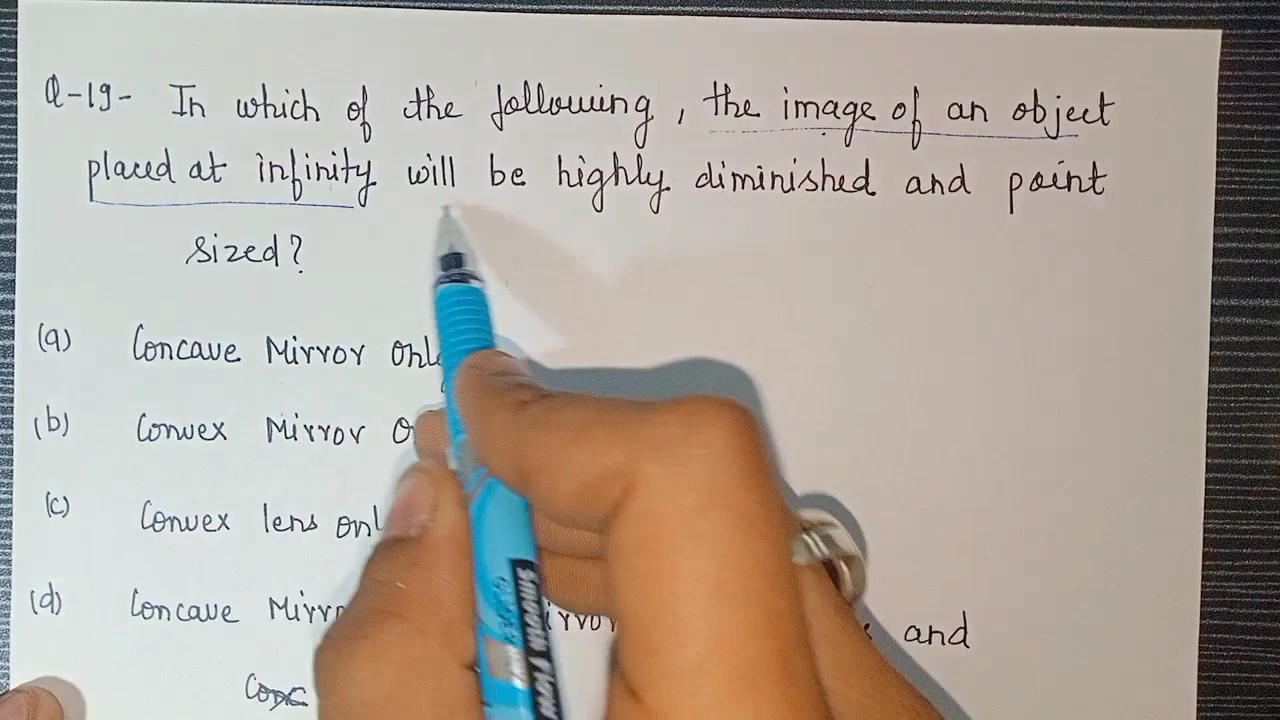 Q-19- In which of the following, the image of an object
placed at infinity will be highly diminished and point
sized?
(a) Concave Mirror
(b) Convex Mirror
(c) Convex lens
(d) Concave and